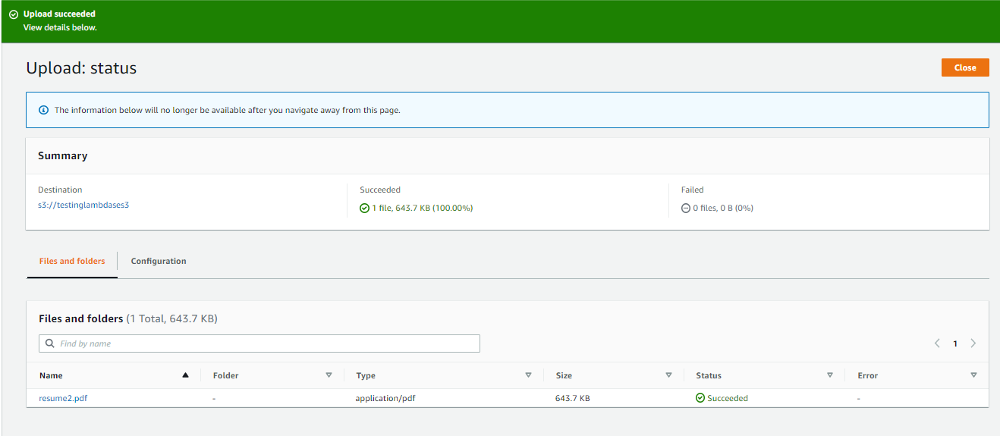 Upload succeeded
View details below.
Upload: status
Close
The information below will no longer be available after you navigate away from this page.
Summary
Destination
s3://testinglambdases3
Succeeded
1 file, 643.7 KB (100.00%)
Failed
0 files, 0 B (0%)
Files and folders
Configuration
Files and folders (1 Total, 643.7 KB)
Find by name
1
Name Folder Type Size Status Error
resume2.pdf - application/pdf 643.7 KB Succeeded -